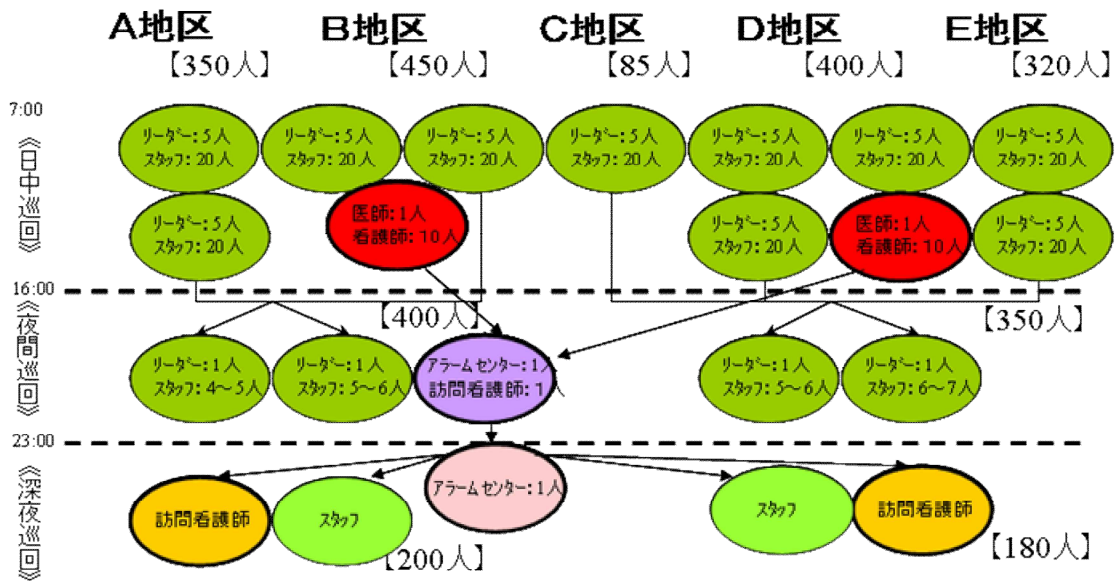 A地区 B地区 C地区 D地区 E地区
【350人】 【450人】 【85人】 【400人】 【320人】
7:00
《日中巡回》
ﾘｰﾀﾞｰ:5人 ﾘｰﾀﾞｰ:5人 ﾘｰﾀﾞｰ:5人 ﾘｰﾀﾞｰ:5人 ﾘｰﾀﾞｰ:5人 ﾘｰﾀﾞｰ:5人 ﾘｰﾀﾞｰ:5人
ｽﾀｯﾌ:20人 ｽﾀｯﾌ:20人 ｽﾀｯﾌ:20人 ｽﾀｯﾌ:20人 ｽﾀｯﾌ:20人 ｽﾀｯﾌ:20人 ｽﾀｯﾌ:20人
ﾘｰﾀﾞｰ:5人 医師:1人 ﾘｰﾀﾞｰ:5人 医師:1人 ﾘｰﾀﾞｰ:5人
ｽﾀｯﾌ:20人 看護師:10人 ｽﾀｯﾌ:20人 看護師:10人 ｽﾀｯﾌ:20人
16:00
【400人】 【350人】
《夜間巡回》
ﾘｰﾀﾞｰ:1人 ﾘｰﾀﾞｰ:1人 ｱﾗｰﾑｾﾝﾀｰ:1人 ﾘｰﾀﾞｰ:1人 ﾘｰﾀﾞｰ:1人
ｽﾀｯﾌ:4～5人 ｽﾀｯﾌ:5～6人 訪問看護師:1人 ｽﾀｯﾌ:5～6人 ｽﾀｯﾌ:6～7人
23:00
《深夜巡回》
ｱﾗｰﾑｾﾝﾀｰ:1人
訪問看護師 ｽﾀｯﾌ ｽﾀｯﾌ 訪問看護師
【200人】 【180人】